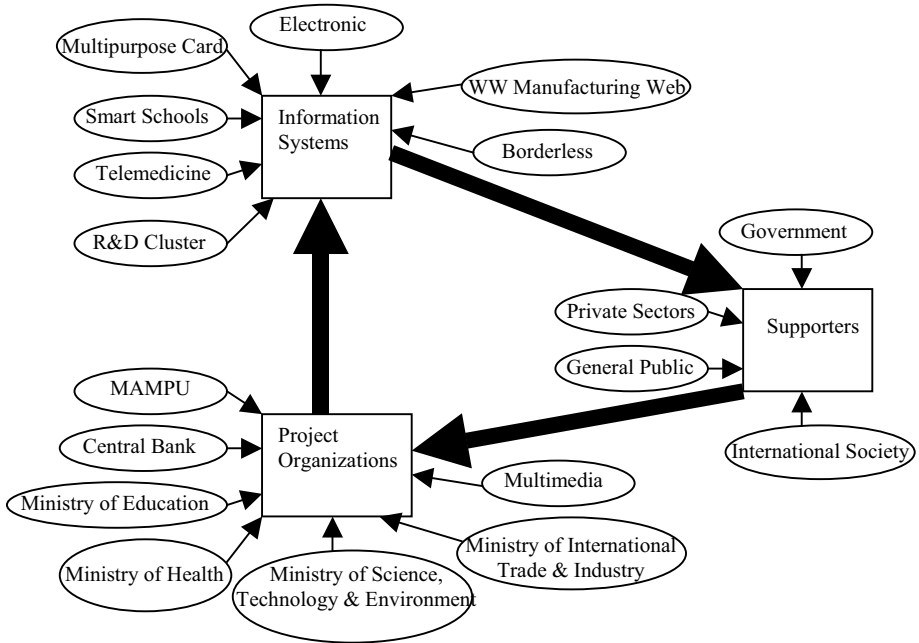 Electronic
Multipurpose Card
WW Manufacturing Web
Information
Systems
Smart Schools
Borderless
Telemedicine
R&D Cluster
Government
Private Sectors
Supporters
General Public
MAMPU
Project
Organizations
Central Bank
International Society
Multimedia
Ministry of Education
Ministry of International
Trade & Industry
Ministry of Health
Ministry of Science,
Technology & Environment